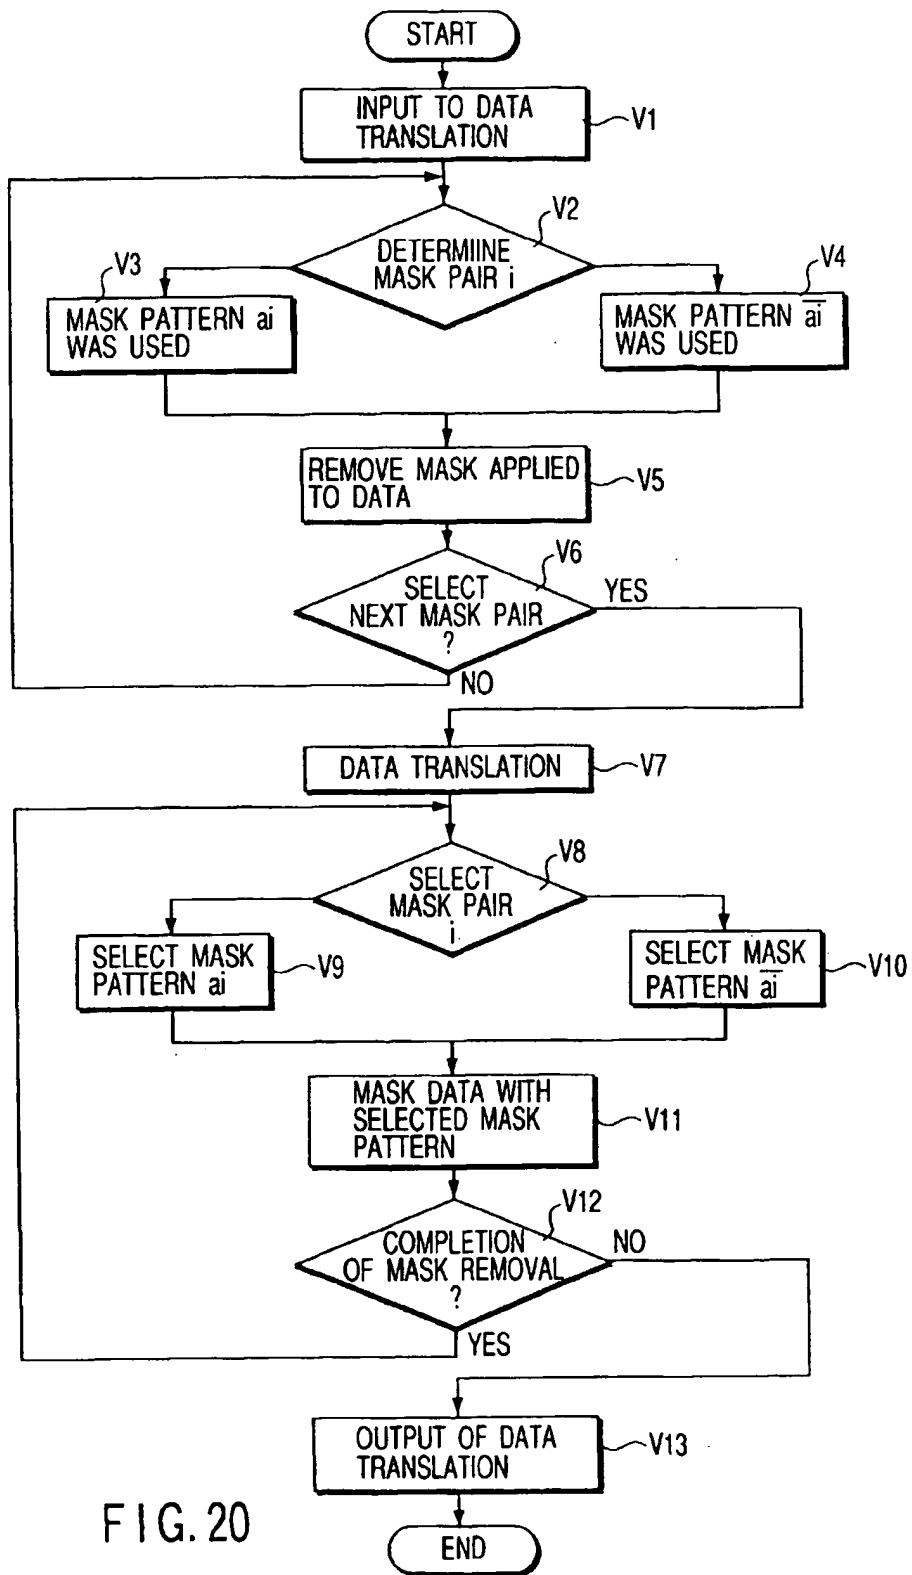 START
INPUT TO DATA
TRANSLATION
V1
V2
DETERMIINE
MASK PAIR i
V3
MASK PATTERN ai
WAS USED
V4
MASK PATTERN a̅i̅
WAS USED
REMOVE MASK APPLIED
TO DATA
V5
V6
SELECT
NEXT MASK PAIR
?
YES
NO
DATA TRANSLATION
V7
V8
SELECT
MASK PAIR
i
SELECT MASK
PATTERN ai
V9
SELECT MASK
PATTERN a̅i̅
V10
MASK DATA WITH
SELECTED MASK
PATTERN
V11
V12
COMPLETION
OF MASK REMOVAL
?
NO
YES
OUTPUT OF DATA
TRANSLATION
V13
END
FIG. 20